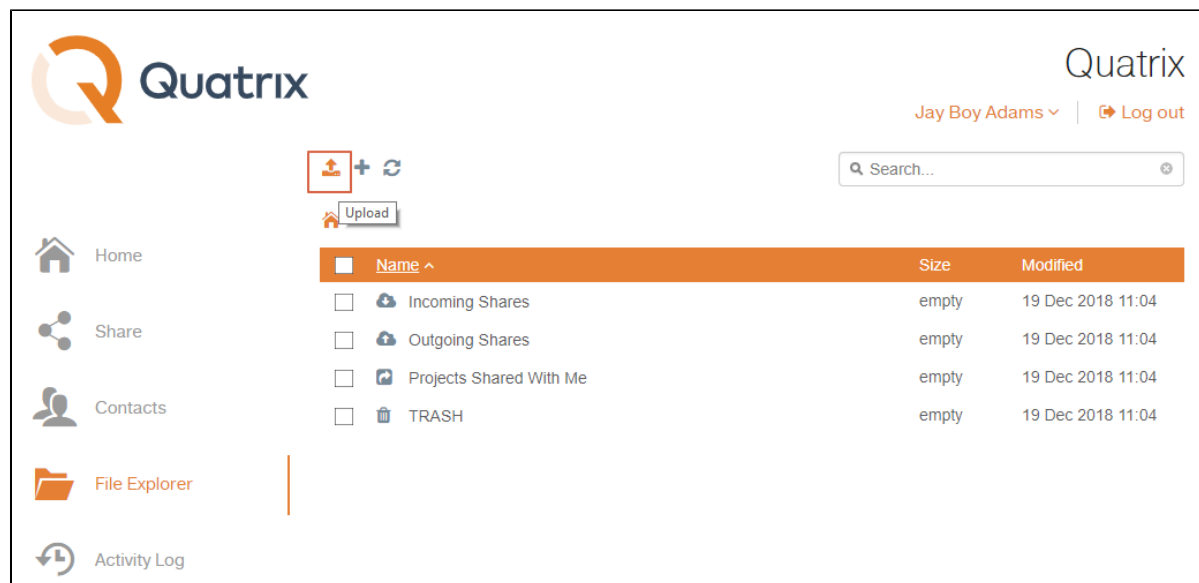 Quatrix
Quatrix
Jay Boy Adams
Log out
Search...
Upload
Home
Share
Contacts
File Explorer
Activity Log
Name Size Modified
Incoming Shares empty 19 Dec 2018 11:04
Outgoing Shares empty 19 Dec 2018 11:04
Projects Shared With Me empty 19 Dec 2018 11:04
TRASH empty 19 Dec 2018 11:04